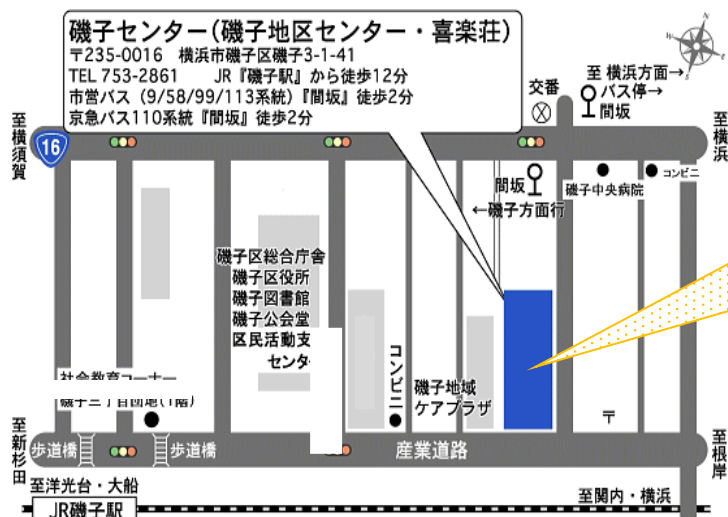 磯子センター(磯子地区センター・喜楽荘)
〒235-0016　横浜市磯子区磯子3-1-41
TEL 753-2861　　JR『磯子駅』から徒歩12分
市営バス（9/58/99/113系統)『間坂』徒歩2分
京急バス110系統『間坂』徒歩2分
N
W
E
S
至 横浜方面→
バス停→
間坂
交番
至横須賀
16
至横浜
間坂
←磯子方面行
磯子中央病院
コンビニ
磯子区総合庁舎
磯子区役所
磯子図書館
磯子公会堂
区民活動支
センタ
コンビニ
磯子地域
ケアプラザ
〒
社会教育コーナー
磯子三丁目団地(1階)
至新杉田
歩道橋
歩道橋
産業道路
至根岸
至洋光台・大船
JR磯子駅
至関内・横浜